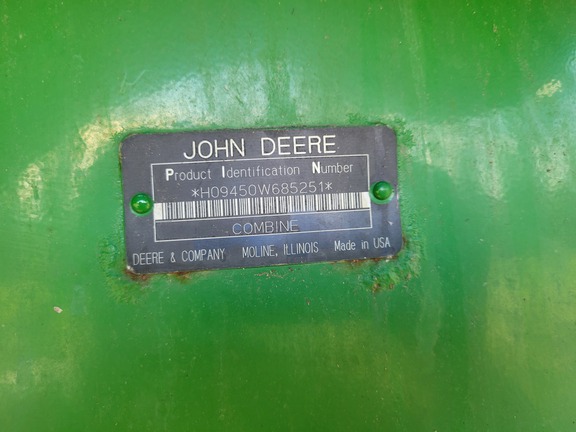 JOHN DEERE
Product Identification Number
*H09450W685251*
COMBINE
DEERE & COMPANY MOLINE, ILLINOIS Made in USA